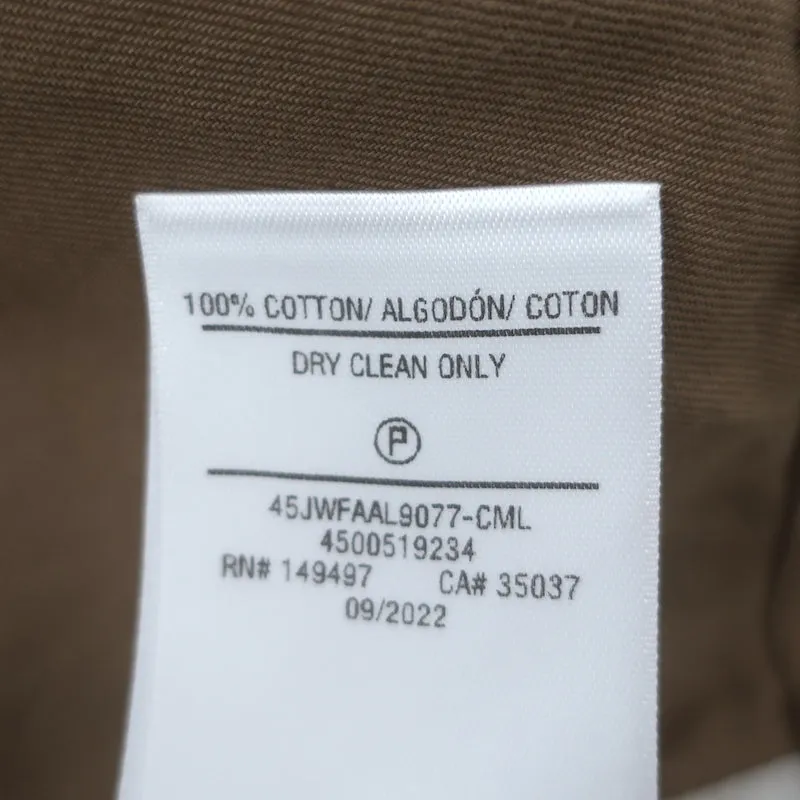 100% COTTON/ ALGODÓN/ COTON
DRY CLEAN ONLY
P
45JWFAAL9077-CML
4500519234
RN# 149497 CA# 35037
09/2022